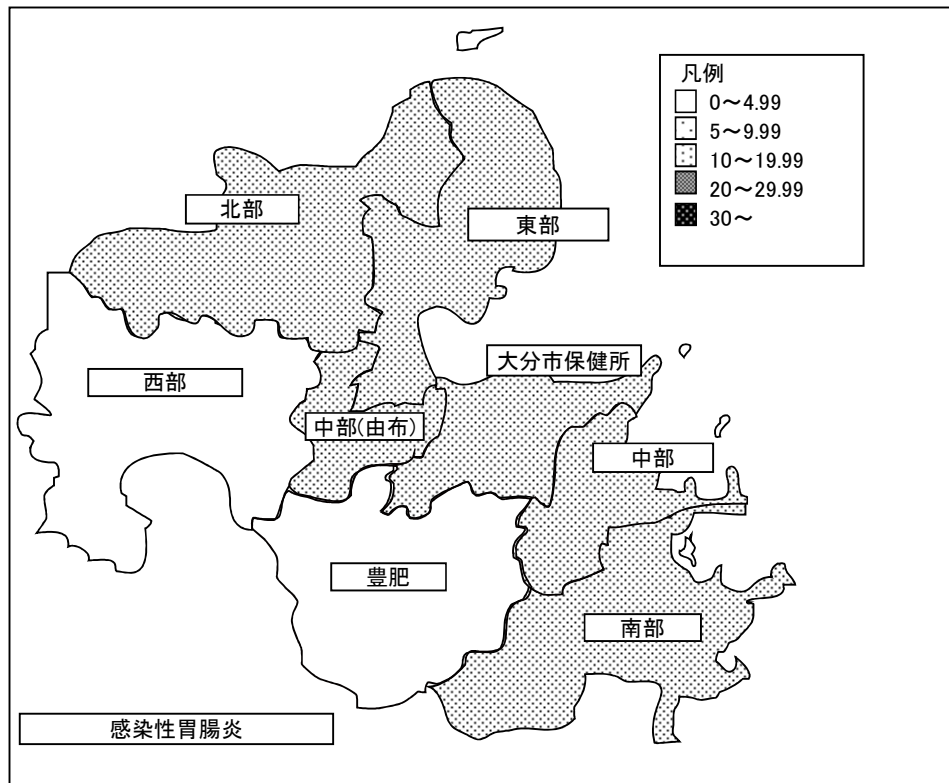 凡例
0～4.99
5～9.99
10～19.99
20～29.99
30～
北部
東部
大分市保健所
西部
中部(由布)
中部
豊肥
南部
感染性胃腸炎